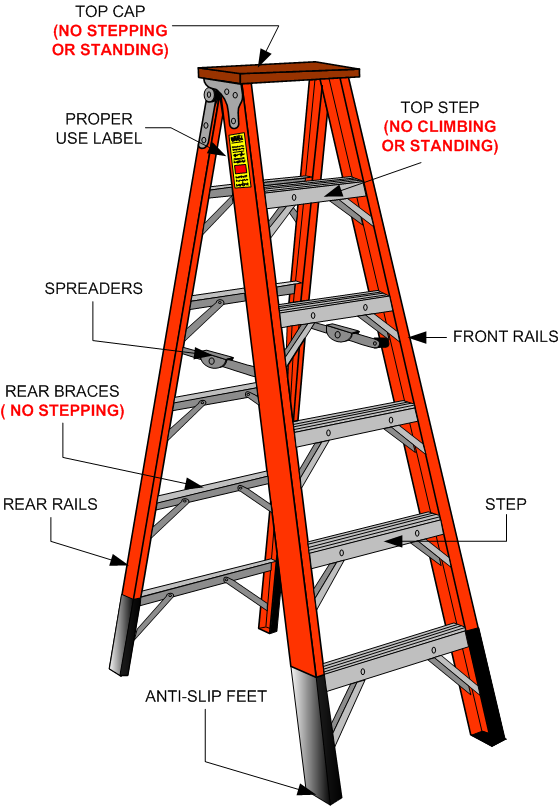 TOP CAP
(NO STEPPING
OR STANDING)
PROPER
USE LABEL
TOP STEP
(NO CLIMBING
OR STANDING)
SPREADERS
FRONT RAILS
REAR BRACES
( NO STEPPING)
REAR RAILS
STEP
ANTI-SLIP FEET